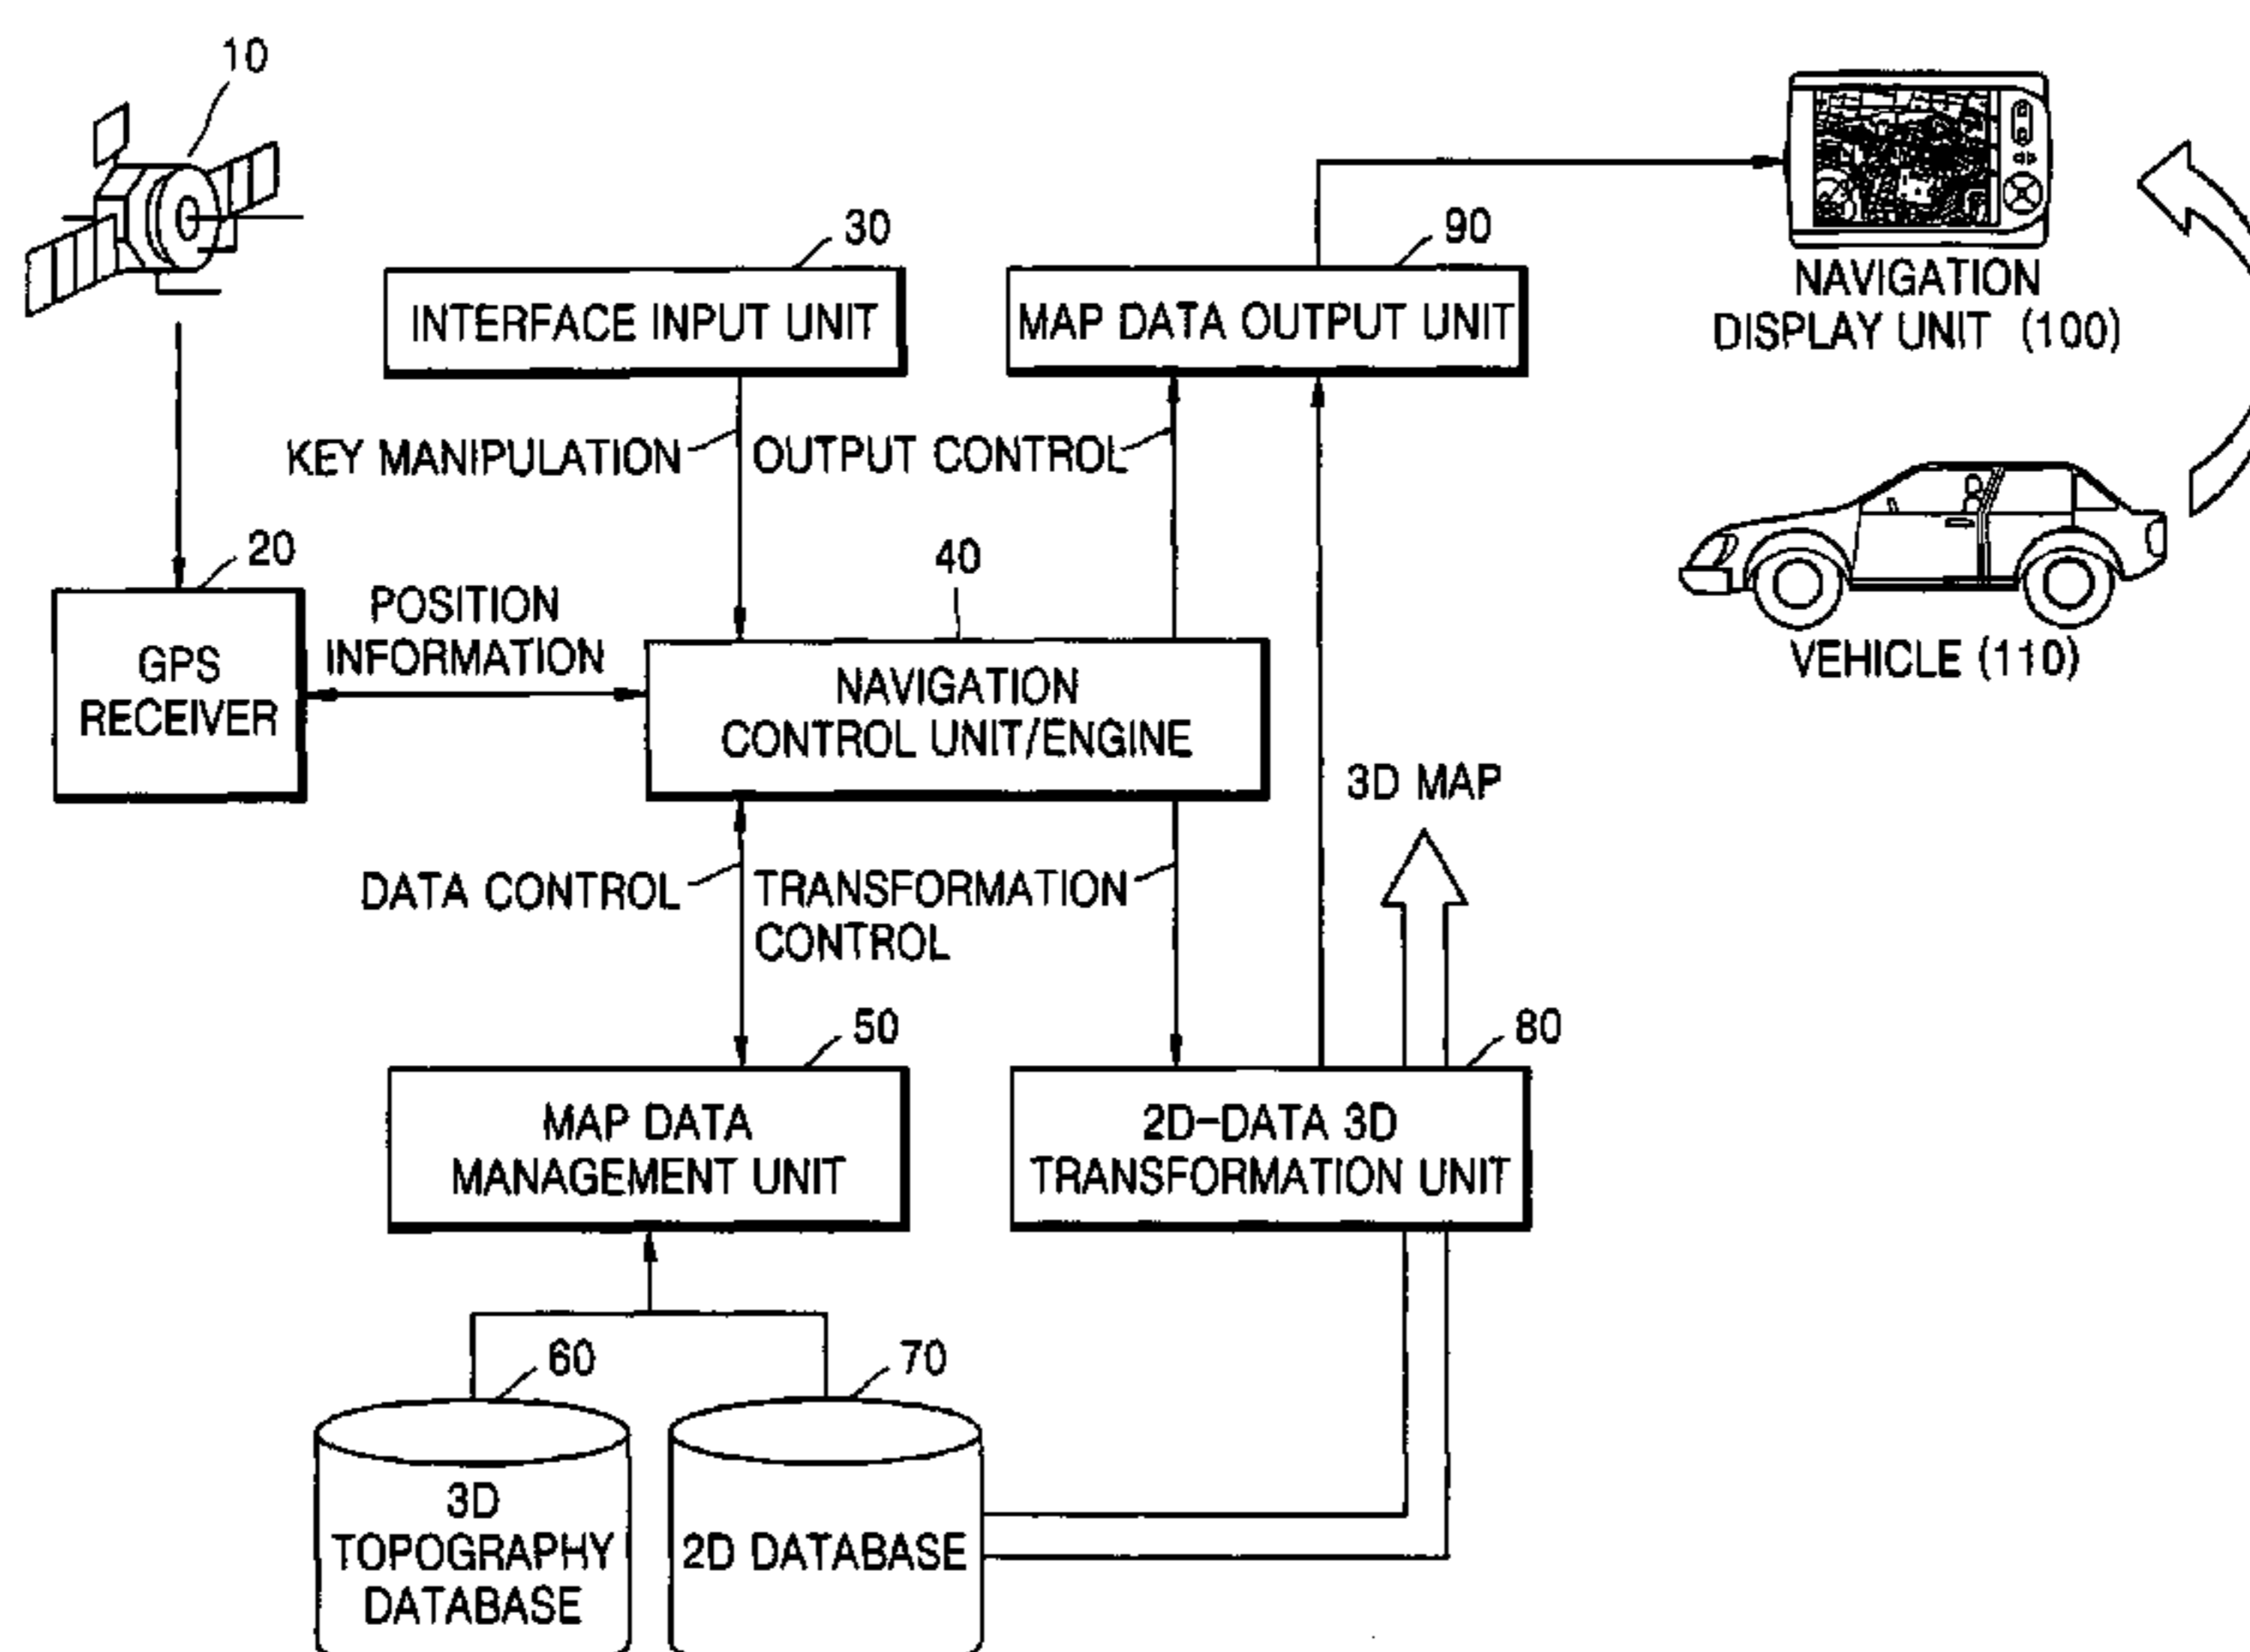 10
30
INTERFACE INPUT UNIT
90
MAP DATA OUTPUT UNIT
NAVIGATION
DISPLAY UNIT (100)
KEY MANIPULATION
OUTPUT CONTROL
20
GPS
RECEIVER
POSITION
INFORMATION
40
NAVIGATION
CONTROL UNIT/ENGINE
VEHICLE (110)
3D MAP
DATA CONTROL
TRANSFORMATION
CONTROL
50
MAP DATA
MANAGEMENT UNIT
80
2D-DATA 3D
TRANSFORMATION UNIT
60
3D
TOPOGRAPHY
DATABASE
70
2D DATABASE